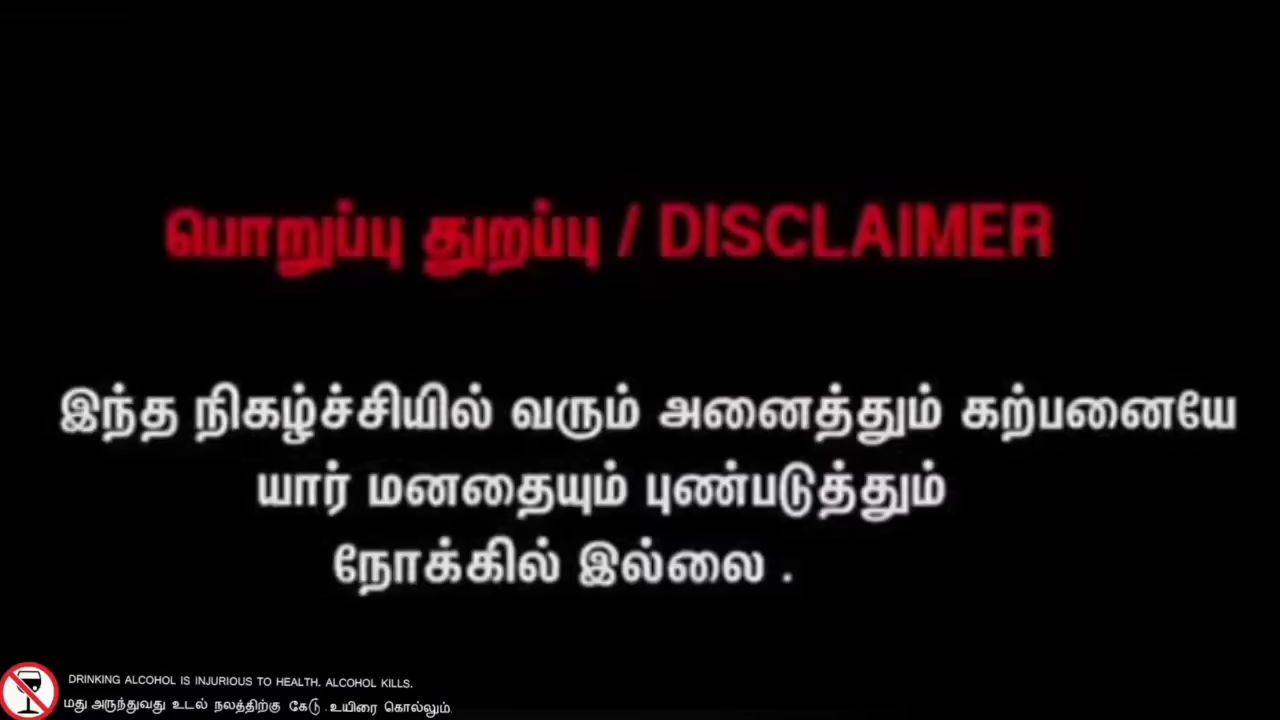 பொறுப்பு துறப்பு / DISCLAIMER
இந்த நிகழ்ச்சியில் வரும் அனைத்தும் கற்பனையே
யார் மனதையும் புண்படுத்தும்
நோக்கில் இல்லை .
DRINKING ALCOHOL IS INJURIOUS TO HEALTH. ALCOHOL KILLS.
மது அருந்துவது உடல் நலத்திற்கு கேடு . உயிரை கொல்லும்.